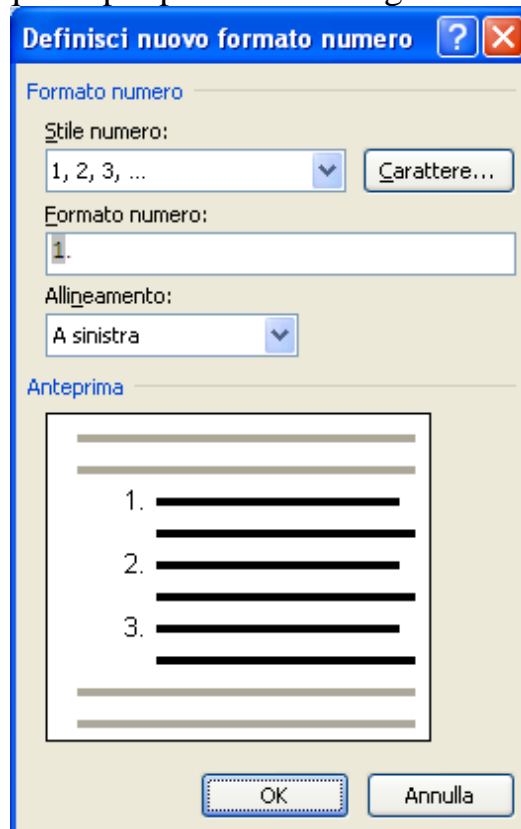 Definisci nuovo formato numero
Formato numero
Stile numero:
1, 2, 3, ...
Carattere...
Formato numero:
1.
Allineamento:
A sinistra
Anteprima
1.
2.
3.
OK
Annulla